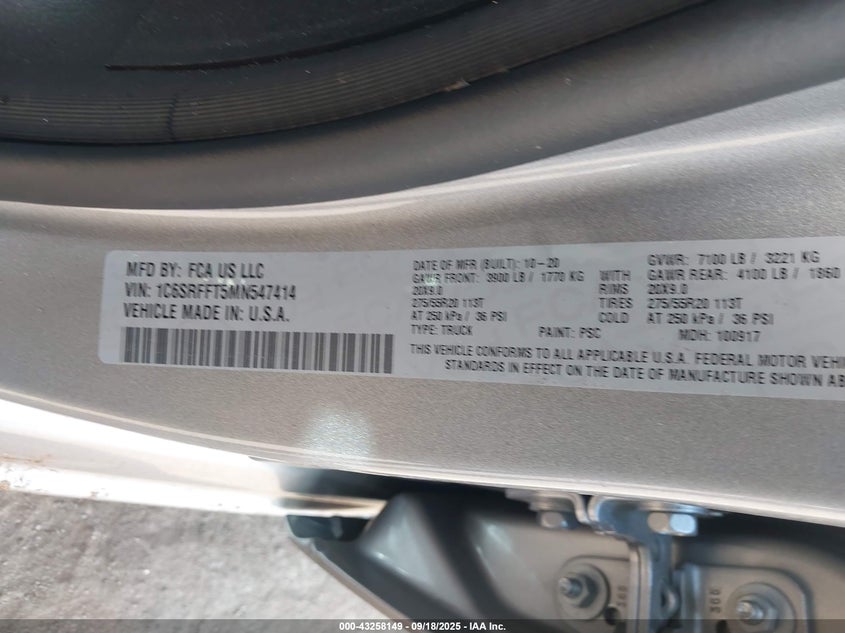 MFD BY: FCA US LLC
VIN: 1C6SRFFT5MN547414
VEHICLE MADE IN: U.S.A.
DATE OF MFR (BUILT): 10-20 GVWR: 7100 LB / 3221 KG
GAWR FRONT: 3900 LB / 1770 KG GAWR REAR: 4100 LB / 1860
20X9.0 RIMS 20X9.0
275/55R20 113T TIRES 275/55R20 113T
AT 250 kPa / 36 PSI COLD AT 250 kPa / 36 PSI
TYPE: TRUCK PAINT: PSC MDH: 100917
THIS VEHICLE CONFORMS TO ALL APPLICABLE U.S.A. FEDERAL MOTOR VEHI
STANDARDS IN EFFECT ON THE DATE OF MANUFACTURE SHOWN AB
366
366
000-43258149 - 09/18/2025 - IAA Inc.